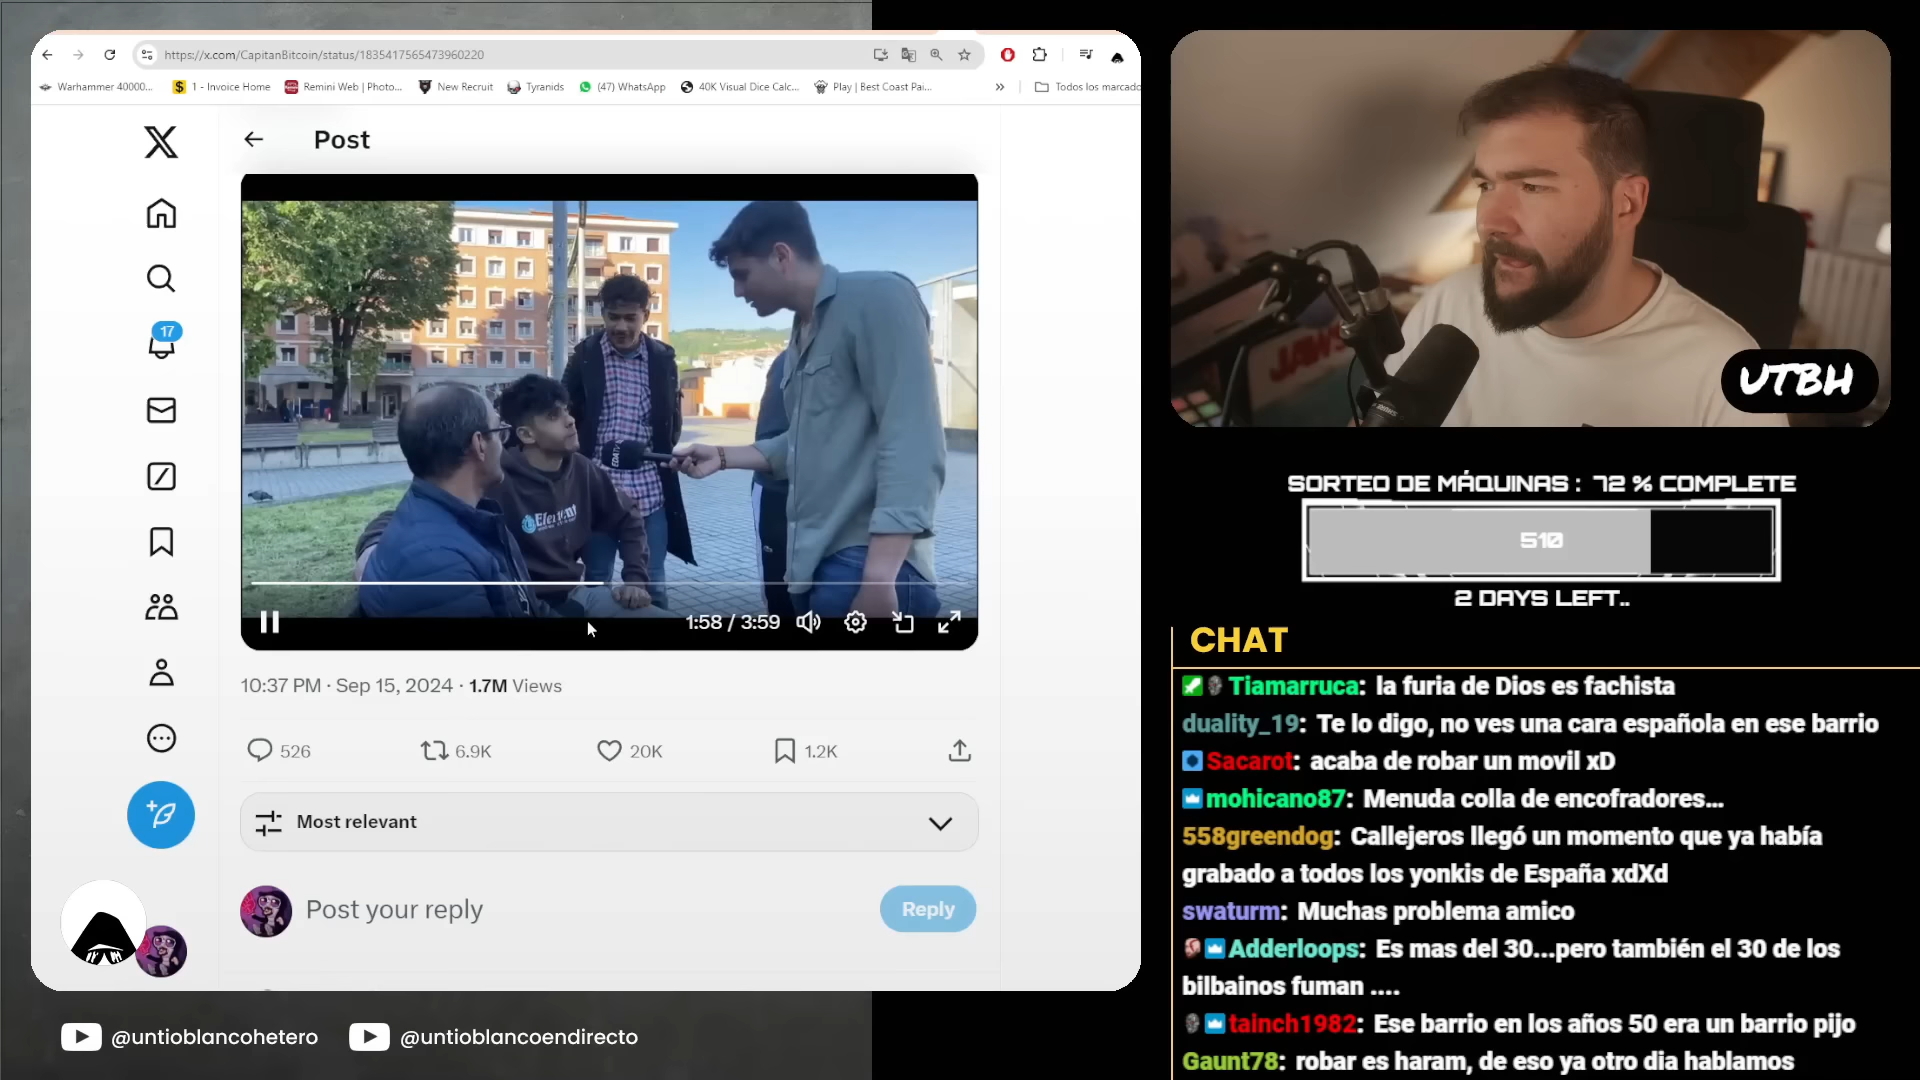 https://x.com/CapitanBitcoin/status/1835417565473960220
Warhammer 40000...
$ 1 - Invoice Home
Remini Web | Photo...
New Recruit
Tyranids
(47) WhatsApp
40K Visual Dice Calc...
Play | Best Coast Pai...
»
Todos los marcado
Post
17
Element
EDATV
1:58 / 3:59
10:37 PM · Sep 15, 2024 · 1.7M Views
526
6.9K
20K
1.2K
Most relevant
Post your reply
Reply
@untioblancohetero
@untioblancoendirecto
JAWS
UTBH
SORTEO DE MÁQUINAS : 72 % COMPLETE
510
2 DAYS LEFT..
CHAT
Tiamarruca: la furia de Dios es fachista
duality_19: Te lo digo, no ves una cara española en ese barrio
Sacarot: acaba de robar un movil xD
mohicano87: Menuda colla de encofradores...
558greendog: Callejeros llegó un momento que ya había
grabado a todos los yonkis de España xdXd
swaturm: Muchas problema amico
Adderloops: Es mas del 30...pero también el 30 de los
bilbainos fuman ....
tainch1982: Ese barrio en los años 50 era un barrio pijo
Gaunt78: robar es haram, de eso ya otro dia hablamos